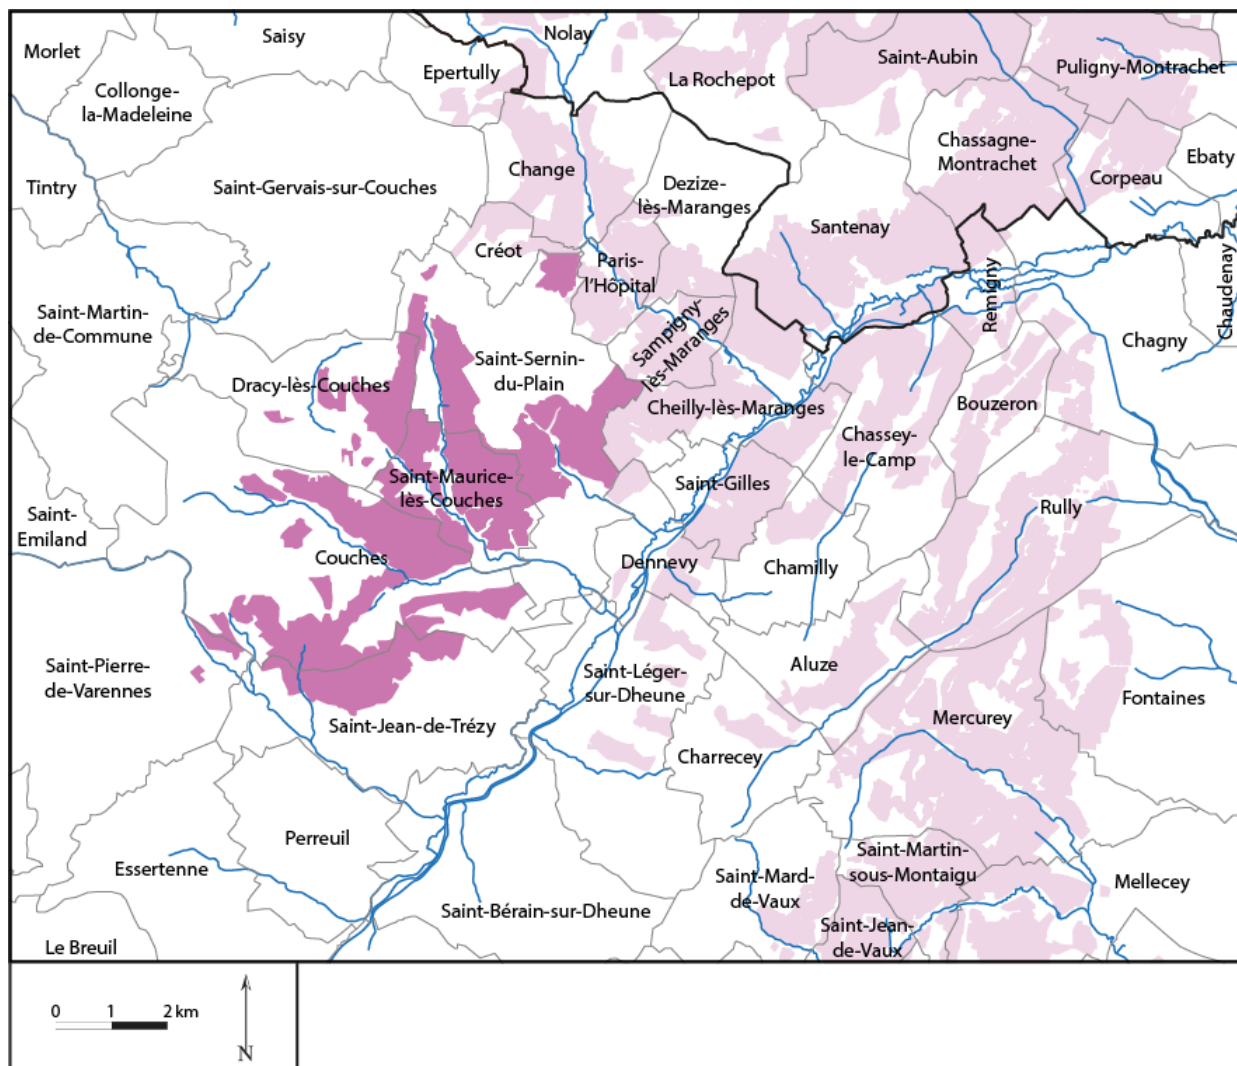 Morlet
Saisy
Nolay
Collonge-
la-Madeleine
Epertully
La Rochepot
Saint-Aubin
Puligny-Montrachet
Tintry
Saint-Gervais-sur-Couches
Change
Dezize-
lès-Maranges
Chassagne-
Montrachet
Corpeau
Ebaty
Créot
Paris-
l'Hôpital
Santenay
Remigny
Chaudenay
Saint-Martin-
de-Commune
Dracy-lès-Couches
Saint-Sernin-
du-Plain
Sampigny-
lès-Maranges
Chagny
Cheilly-lès-Maranges
Bouzeron
Chassey-
le-Camp
Saint-Maurice-
lès-Couches
Saint-Gilles
Rully
Saint-
Emiland
Couches
Dennevy
Chamilly
Saint-Pierre-
de-Varennes
Saint-Léger-
sur-Dheune
Aluze
Fontaines
Saint-Jean-de-Trézy
Mercurey
Charrecey
Perreuil
Essertenne
Saint-Martin-
sous-Montaigu
Saint-Mard-
de-Vaux
Mellecey
Saint-Bérain-sur-Dheune
Saint-Jean-
de-Vaux
Le Breuil
0 1 2 km
N